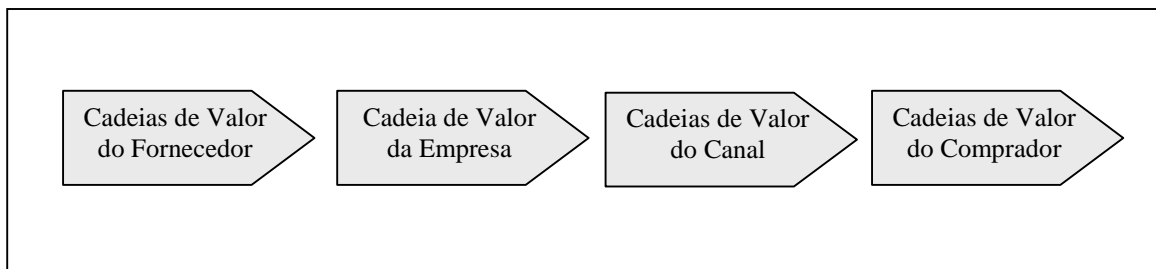 Cadeias de Valor
do Fornecedor
Cadeia de Valor
da Empresa
Cadeias de Valor
do Canal
Cadeias de Valor
do Comprador